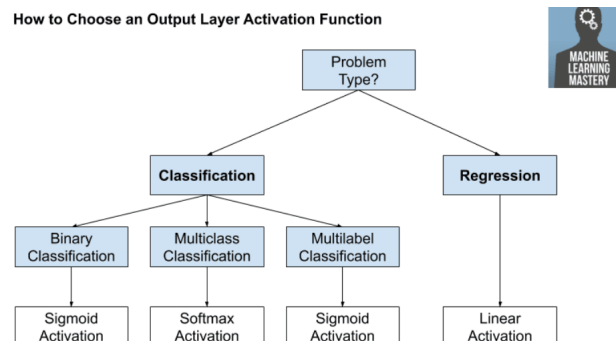 How to Choose an Output Layer Activation Function
MACHINE
LEARNING
MASTERY
Problem
Type?
Classification
Regression
Binary
Classification
Multiclass
Classification
Multilabel
Classification
Sigmoid
Activation
Softmax
Activation
Sigmoid
Activation
Linear
Activation